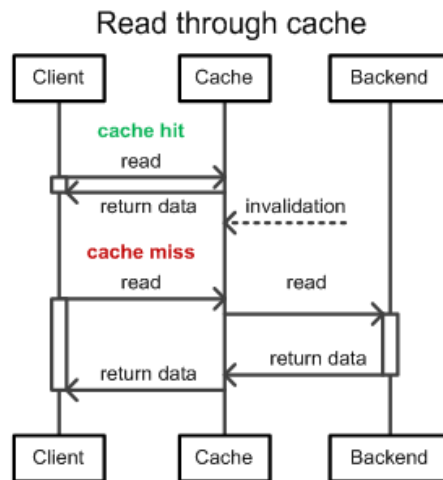 Read through cache
Client Cache Backend
cache hit
read
return data
invalidation
cache miss
read read
return data
return data
Client Cache Backend